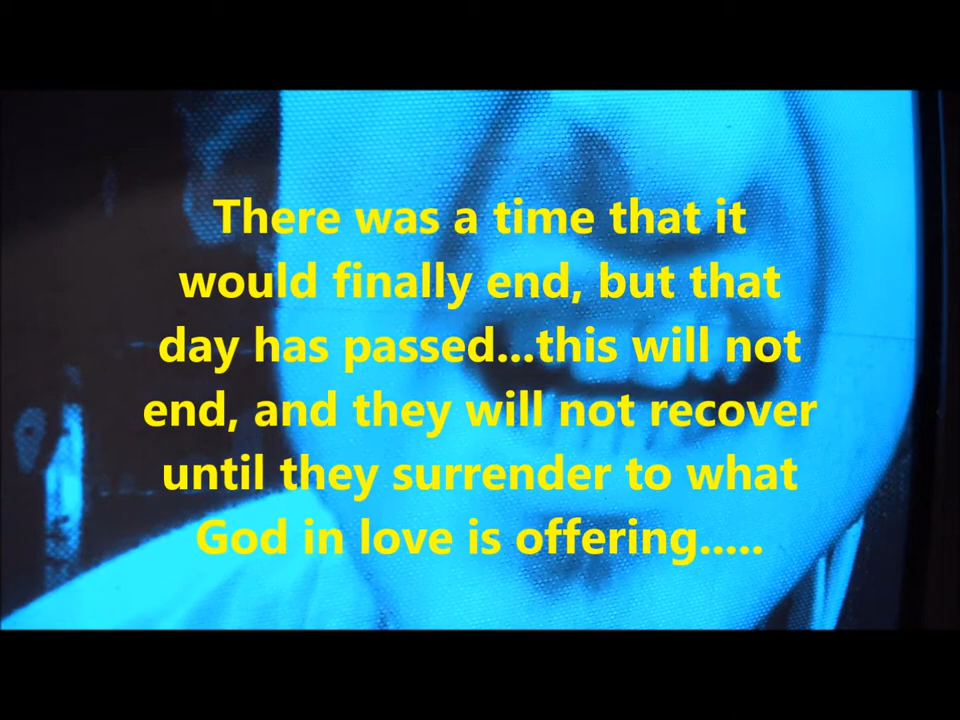 There was a time that it
would finally end, but that
day has passed...this will not
end, and they will not recover
until they surrender to what
God in love is offering.....